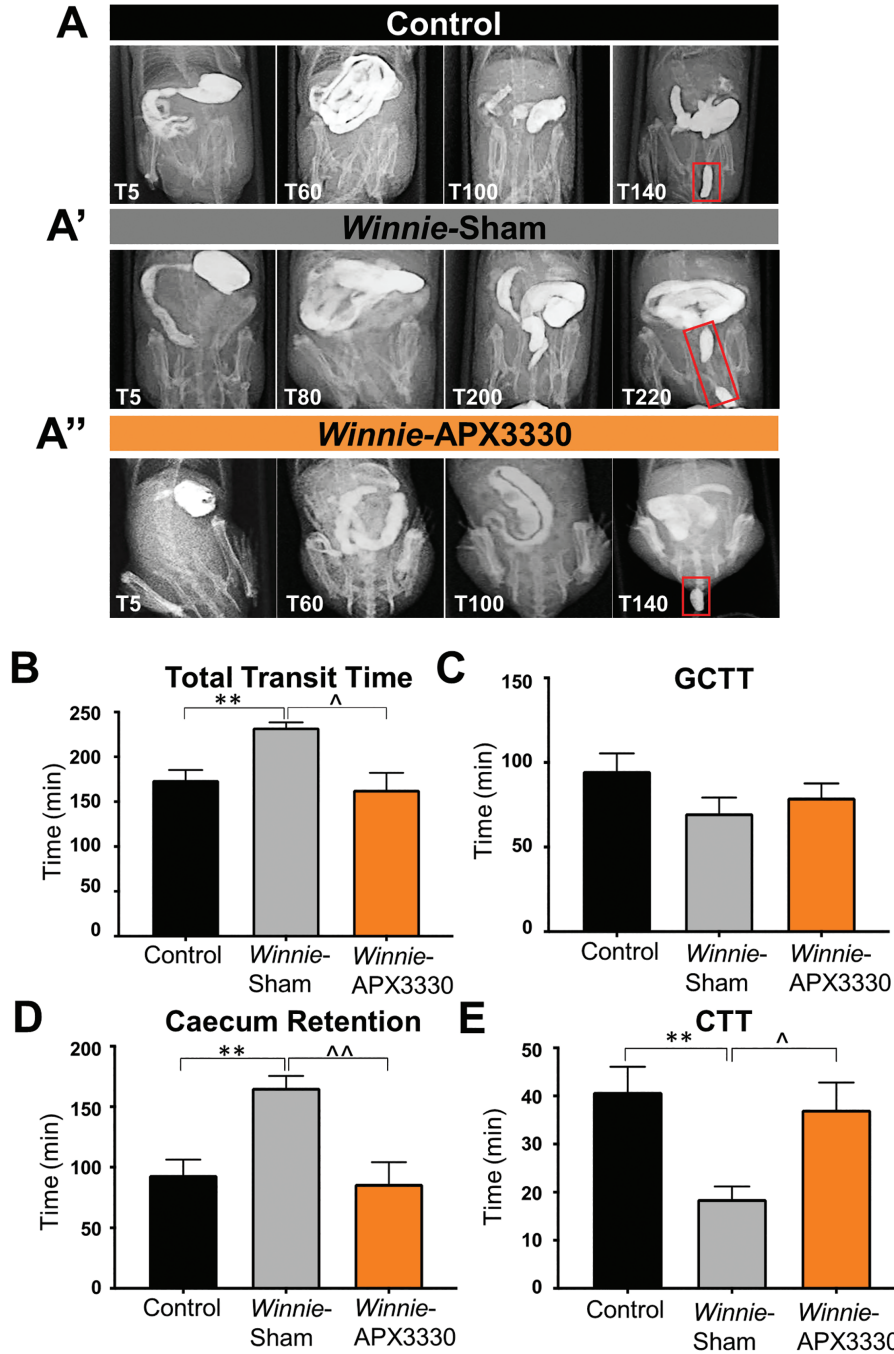 A
Control
T5
T60
T100
T140
A'
Winnie-Sham
T5
T80
T200
T220
A''
Winnie-APX3330
T5
T60
T100
T140
B
Total Transit Time
**
^
250
200
150
100
50
0
Time (min)
Control
Winnie-
Sham
Winnie-
APX3330
C
GCTT
150
100
50
0
Time (min)
Control
Winnie-
Sham
Winnie-
APX3330
D
Caecum Retention
**
^^
200
150
100
50
0
Time (min)
Control
Winnie-
Sham
Winnie-
APX3330
E
CTT
**
^
50
40
30
20
10
0
Time (min)
Control
Winnie-
Sham
Winnie-
APX3330